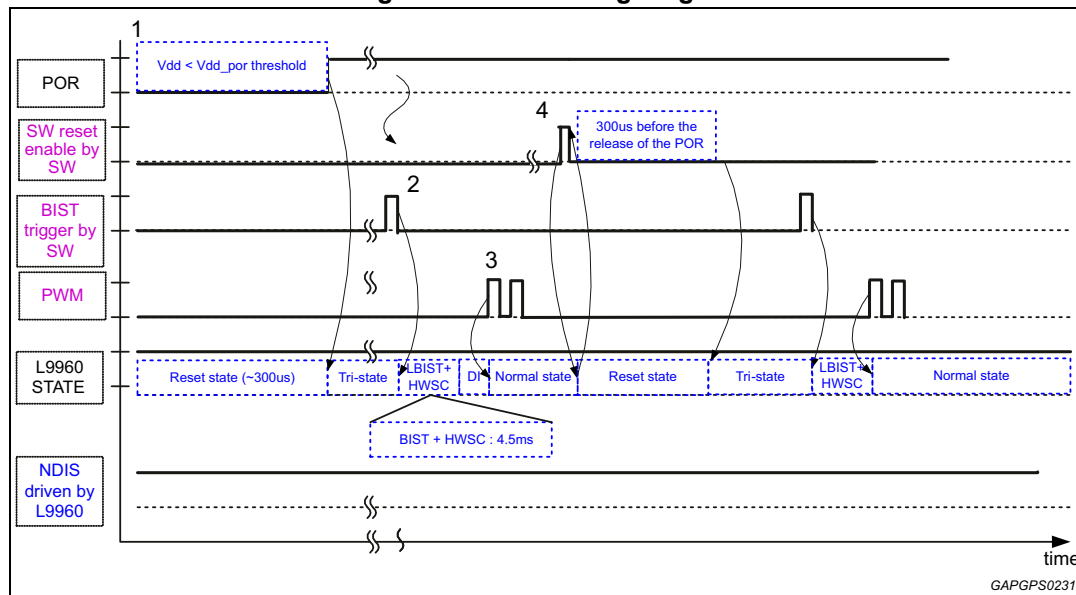 1
Vdd < Vdd_por threshold
POR
4
SW reset
enable by
SW
300us before the
release of the POR
2
BIST
trigger by
SW
3
PWM
L9960
STATE
Reset state (~300us)
Tri-state
LBIST+
HWSC
DI
Normal state
Reset state
Tri-state
LBIST+
HWSC
Normal state
BIST + HWSC : 4.5ms
NDIS
driven by
L9960
time
GAPGPS0231